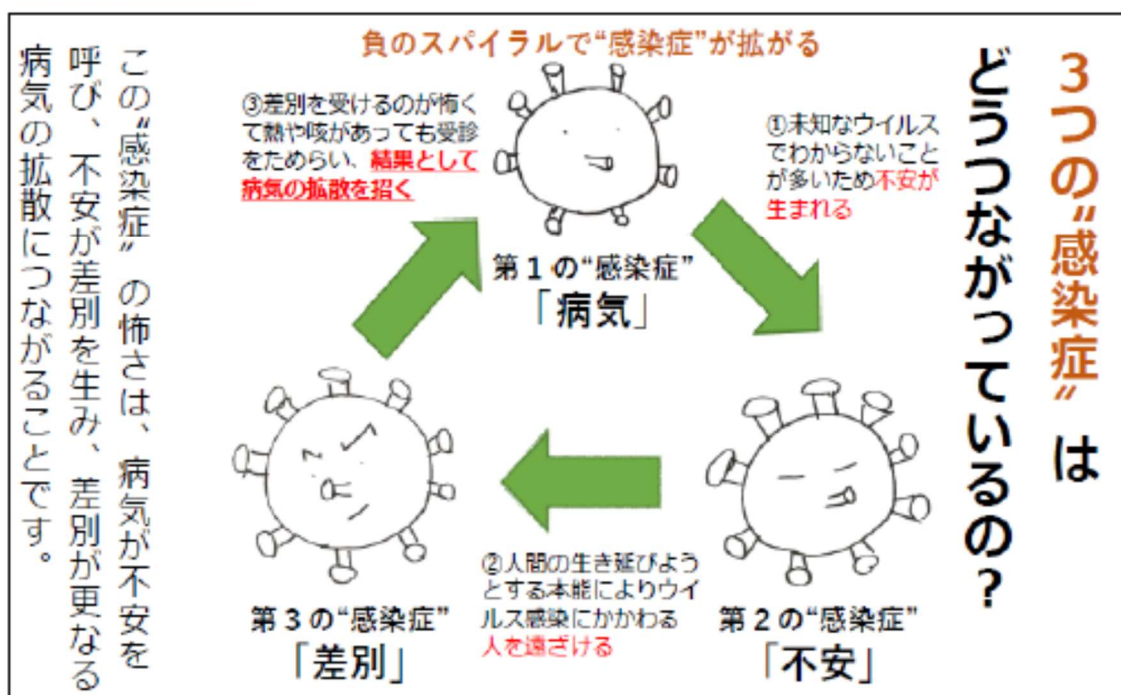 3つの“感染症”は
どうつながっているの?
負のスパイラルで“感染症”が拡がる
①未知なウイルス
でわからないこと
が多いため不安が
生まれる
第1の“感染症”
「病気」
第2の“感染症”
「不安」
②人間の生き延びよう
とする本能によりウイ
ルス感染にかかわる
人を遠ざける
第3の“感染症”
「差別」
③差別を受けるのが怖く
て熱や咳があっても受診
をためらい、結果として
病気の拡散を招く
この“感染症”の怖さは、病気が不安を
呼び、不安が差別を生み、差別が更なる
病気の拡散につながることです。